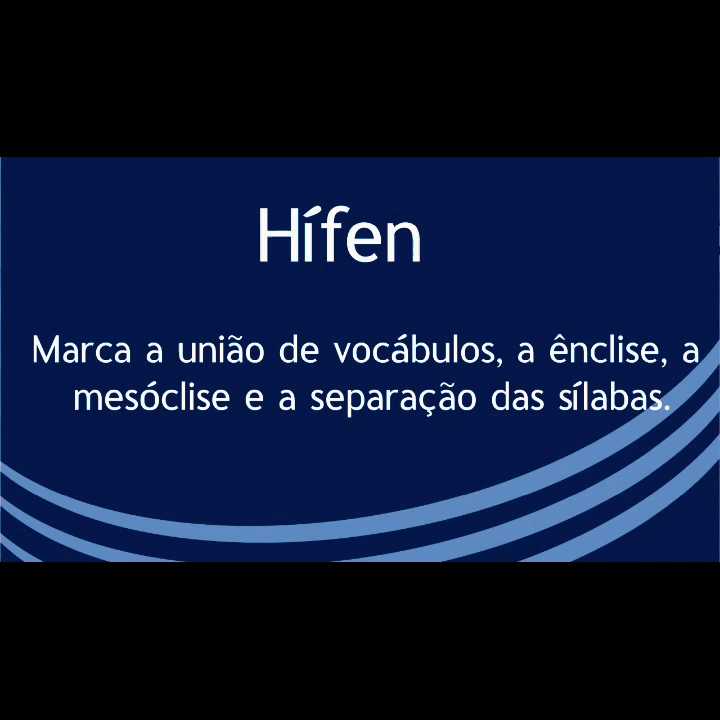 Hífen
Marca a união de vocábulos, a ênclise, a
mesóclise e a separação das sílabas.